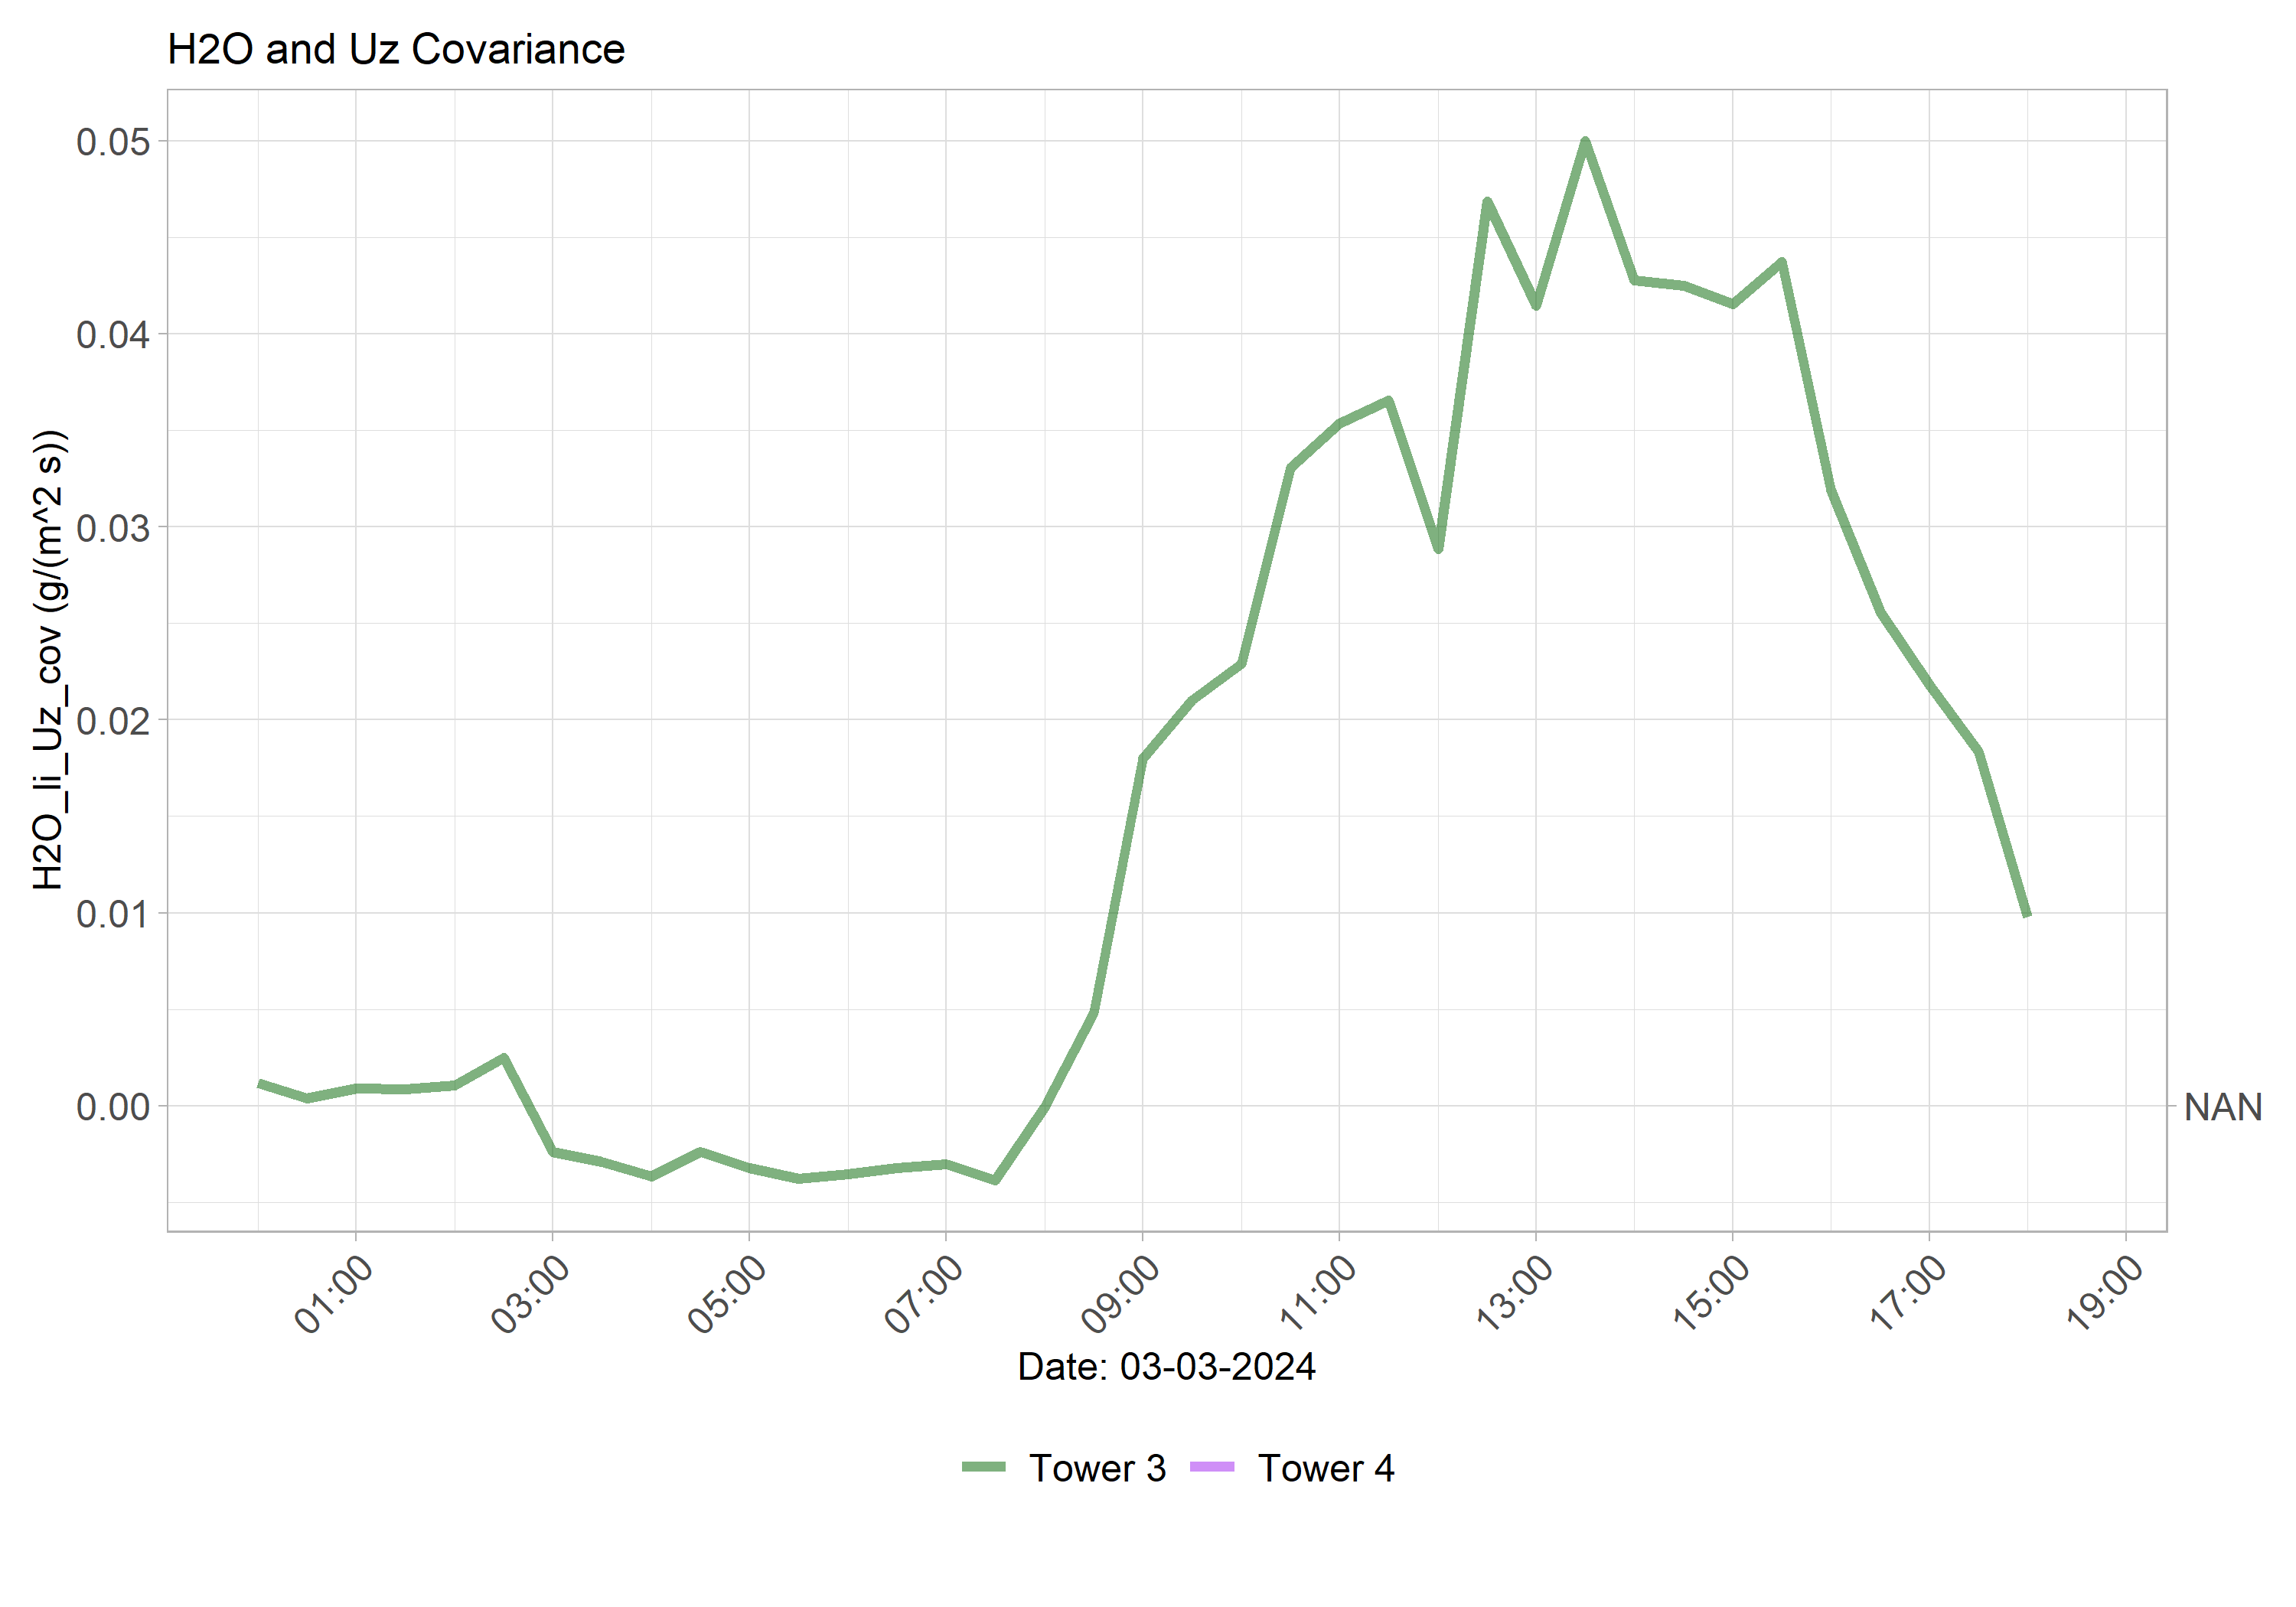 H2O and Uz Covariance
H2O_li_Uz_cov (g/(m^2 s))
0.05
0.04
0.03
0.02
0.01
0.00
NAN
01:00 03:00 05:00 07:00 09:00 11:00 13:00 15:00 17:00 19:00
Date: 03-03-2024
Tower 3 Tower 4